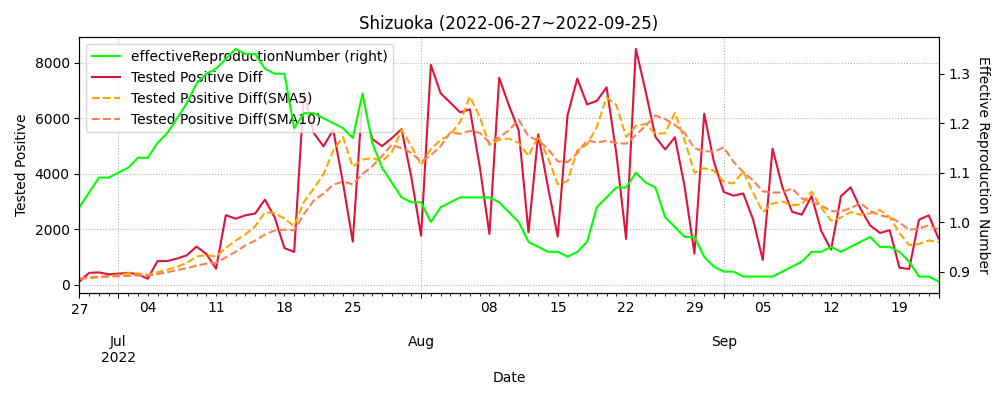 Shizuoka (2022-06-27~2022-09-25)
effectiveReproductionNumber (right)
Tested Positive Diff
Tested Positive Diff(SMA5)
Tested Positive Diff(SMA10)
Tested Positive
8000
6000
4000
2000
0
Effective Reproduction Number
1.3
1.2
1.1
1.0
0.9
27 04 11 18 25 08 15 22 29 05 12 19
Jul Aug Sep
2022
Date